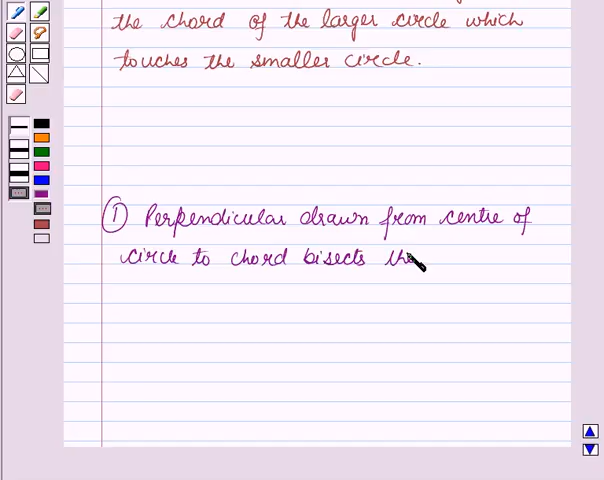 the chord of the larger circle which
touches the smaller circle.
① Perpendicular drawn from centre of
circle to chord bisects the